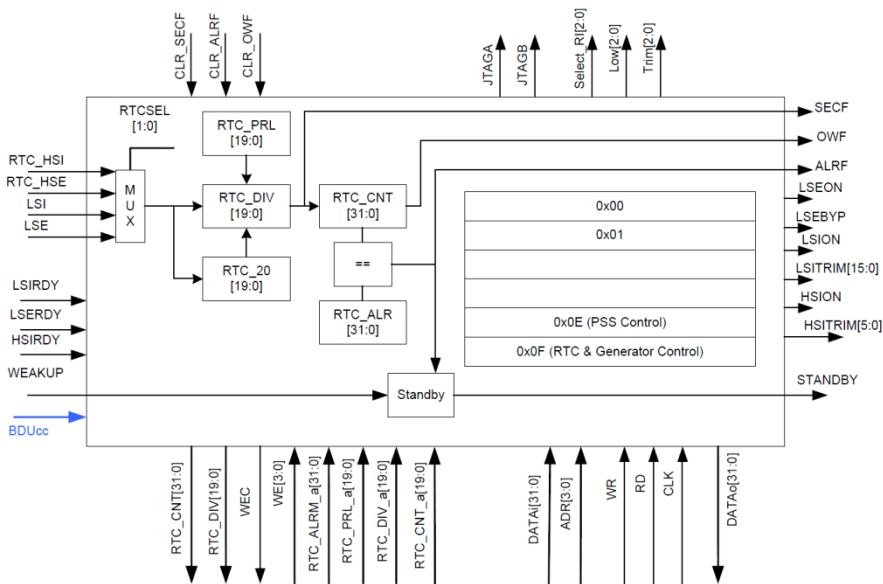 CLR_SECF
CLR_ALRF
CLR_OWF
JTAGA
JTAGB
Select_RI[2:0]
Low[2:0]
Trim[2:0]
RTCSEL
[1:0]
RTC_PRL
[19:0]
SECF
OWF
ALRF
RTC_HSI
RTC_HSE
LSI
LSE
MUX
RTC_DIV
[19:0]
RTC_CNT
[31:0]
LSEON
LSEBYP
LSION
LSITRIM[15:0]
HSION
HSITRIM[5:0]
0x00
0x01
==
RTC_20
[19:0]
RTC_ALR
[31:0]
0x0E (PSS Control)
0x0F (RTC & Generator Control)
LSIRDY
LSERDY
HSIRDY
WEAKUP
Standby
STANDBY
BDUcc
RTC_CNT[31:0]
RTC_DIV[19:0]
WEC
WE[3:0]
RTC_ALRM_a[31:0]
RTC_PRL_a[19:0]
RTC_DIV_a[19:0]
RTC_CNT_a[19:0]
DATAi[31:0]
ADR[3:0]
WR
RD
CLK
DATAo[31:0]